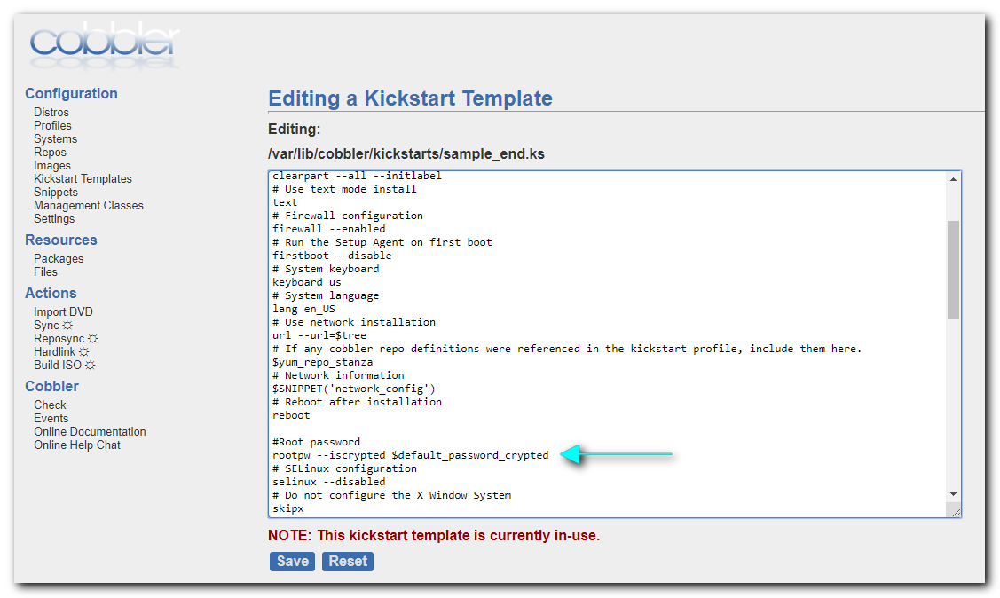 cobbler
Configuration
Distros
Profiles
Systems
Repos
Images
Kickstart Templates
Snippets
Management Classes
Settings
Resources
Packages
Files
Actions
Import DVD
Sync
Reposync
Hardlink
Build ISO
Cobbler
Check
Events
Online Documentation
Online Help Chat
Editing a Kickstart Template
Editing:
/var/lib/cobbler/kickstarts/sample_end.ks
clearpart --all --initlabel
# Use text mode install
text
# Firewall configuration
firewall --enabled
# Run the Setup Agent on first boot
firstboot --disable
# System keyboard
keyboard us
# System language
lang en_US
# Use network installation
url --url=$tree
# If any cobbler repo definitions were referenced in the kickstart profile, include them here.
$yum_repo_stanza
# Network information
$SNIPPET('network_config')
# Reboot after installation
reboot
#Root password
rootpw --iscrypted $default_password_crypted
# SELinux configuration
selinux --disabled
# Do not configure the X Window System
skipx
NOTE: This kickstart template is currently in-use.
Save Reset